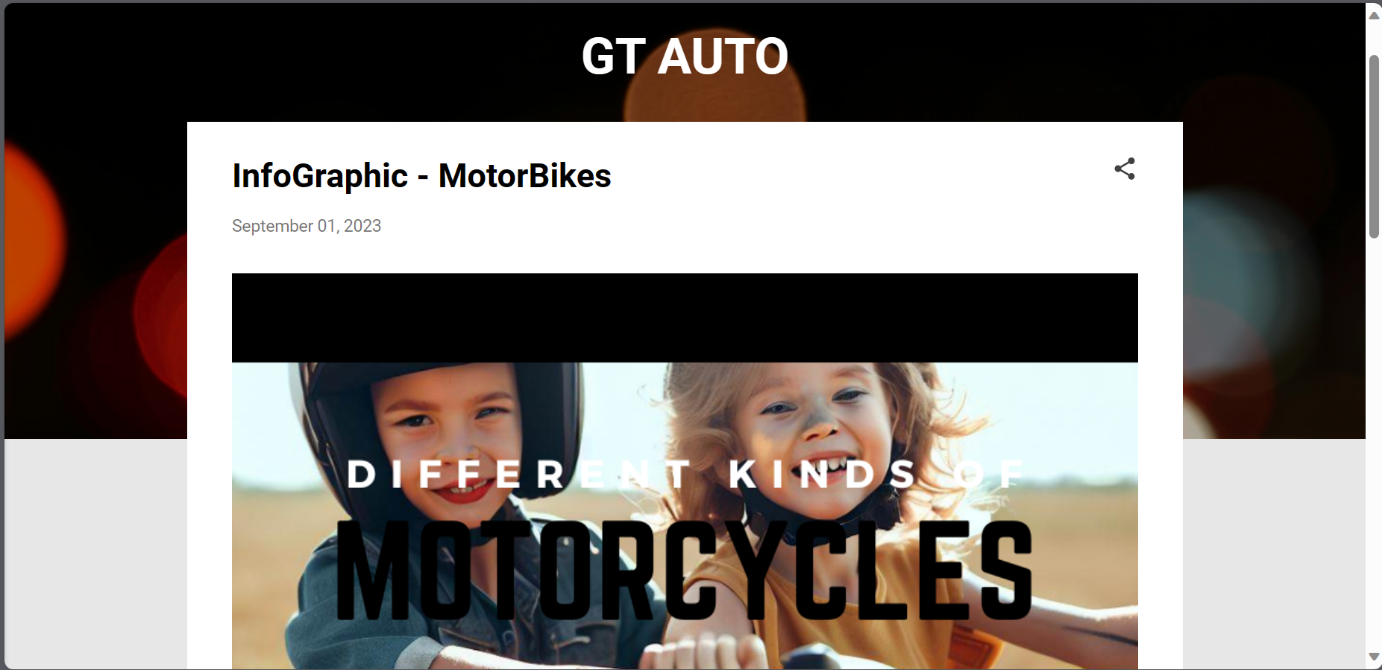 GT AUTO
InfoGraphic - MotorBikes
September 01, 2023
DIFFERENT KINDS OF
MOTORCYCLES